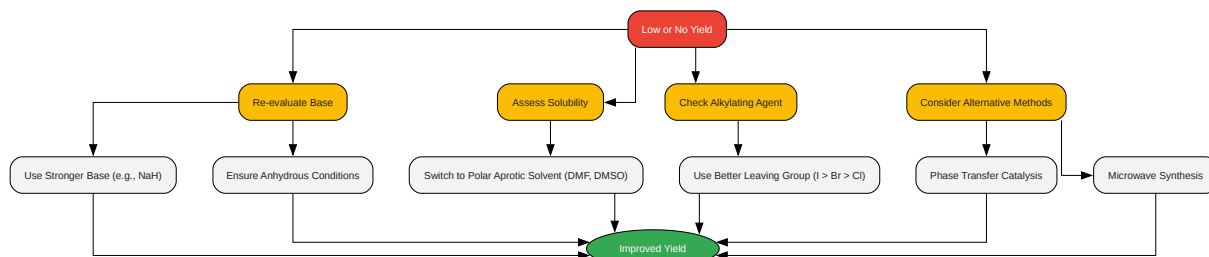 Low or No Yield
Re-evaluate Base
Assess Solubility
Check Alkylating Agent
Consider Alternative Methods
Use Stronger Base (e.g., NaH)
Ensure Anhydrous Conditions
Switch to Polar Aprotic Solvent (DMF, DMSO)
Use Better Leaving Group (I > Br > Cl)
Phase Transfer Catalysis
Microwave Synthesis
Improved Yield